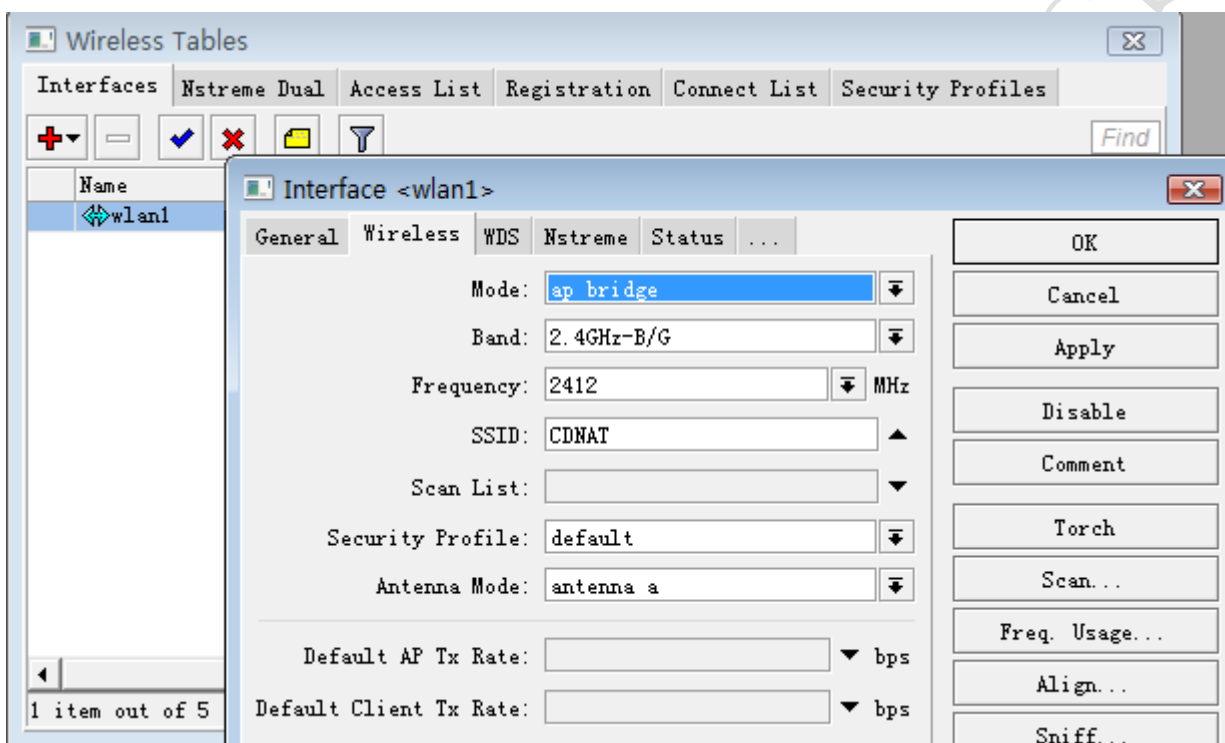 Wireless Tables
Interfaces Nstreme Dual Access List Registration Connect List Security Profiles
Find
Name
wlan1
1 item out of 5
Interface <wlan1>
General Wireless WDS Nstreme Status ...
Mode: ap bridge
Band: 2.4GHz-B/G
Frequency: 2412 MHz
SSID: CDNAT
Scan List:
Security Profile: default
Antenna Mode: antenna a
Default AP Tx Rate: bps
Default Client Tx Rate: bps
OK
Cancel
Apply
Disable
Comment
Torch
Scan...
Freq. Usage...
Align...
Sniff...